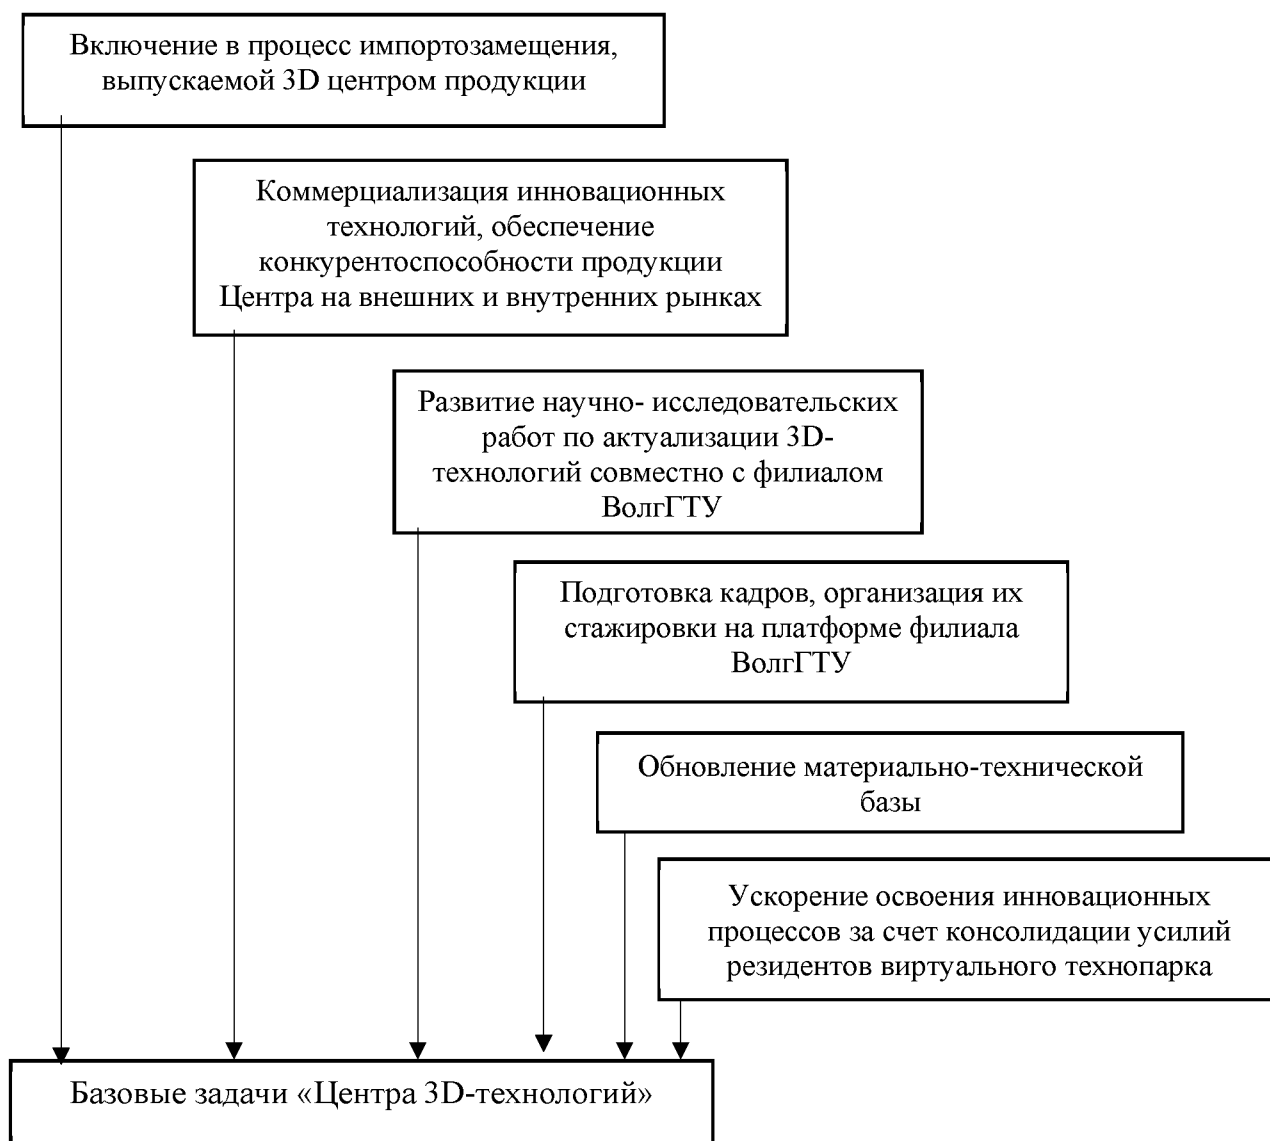 Включение в процесс импортозамещения,
выпускаемой 3D центром продукции
Коммерциализация инновационных
технологий, обеспечение
конкурентоспособности продукции
Центра на внешних и внутренних рынках
Развитие научно- исследовательских
работ по актуализации 3D-
технологий совместно с филиалом
ВолгГТУ
Подготовка кадров, организация их
стажировки на платформе филиала
ВолгГТУ
Обновление материально-технической
базы
Ускорение освоения инновационных
процессов за счет консолидации усилий
резидентов виртуального технопарка
Базовые задачи «Центра 3D-технологий»